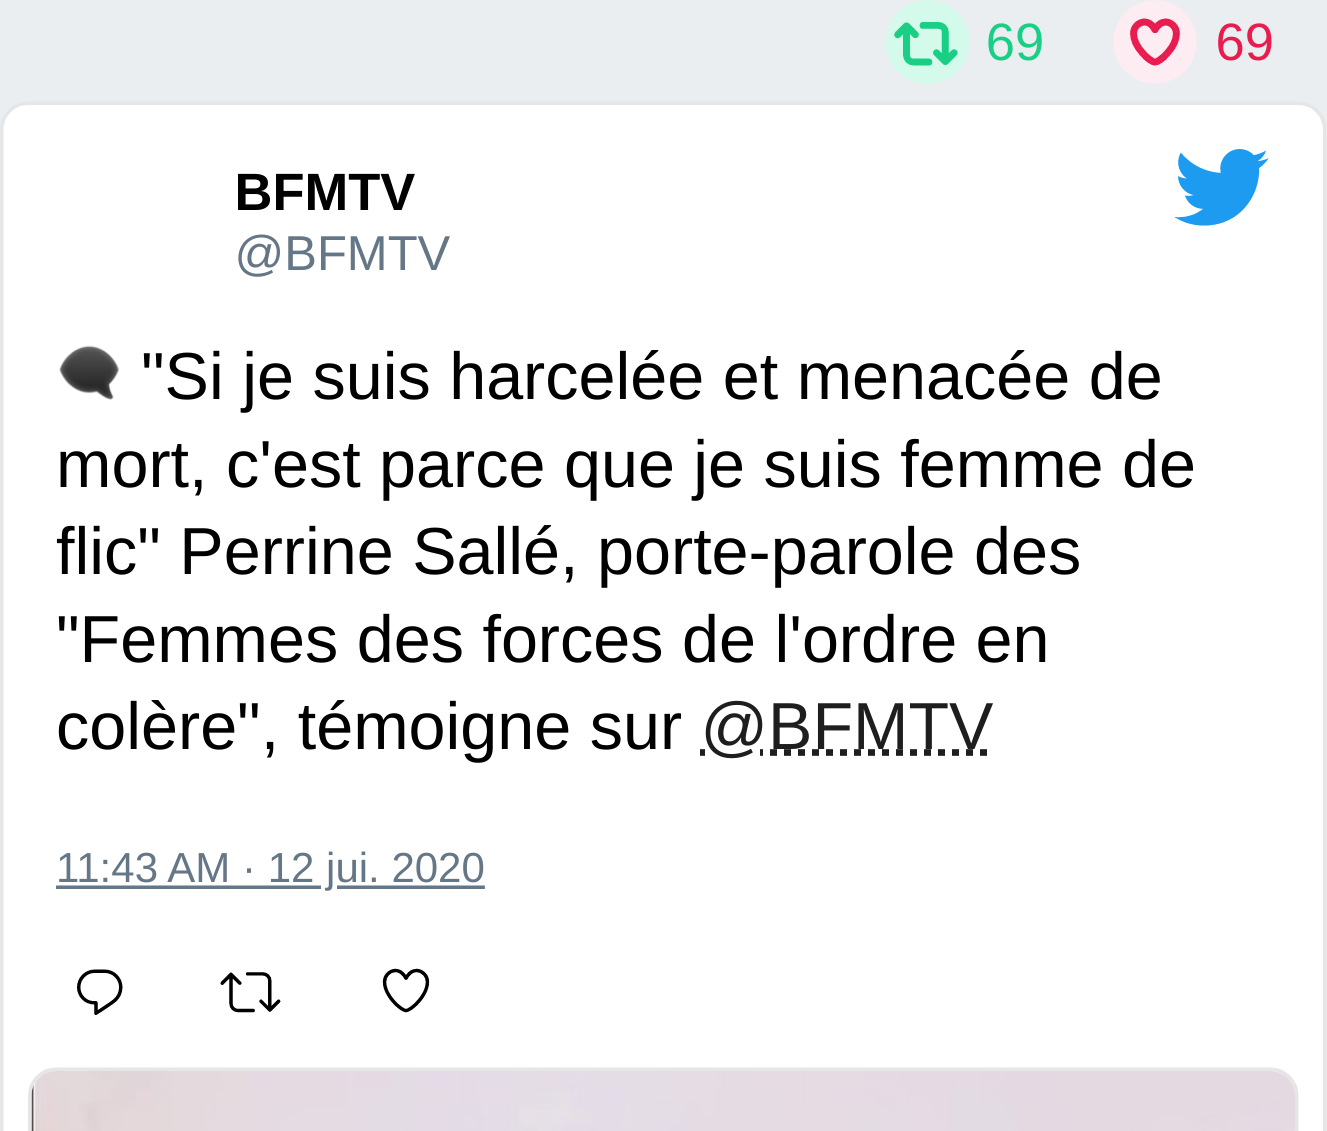 69 69
BFMTV
@BFMTV
"Si je suis harcelée et menacée de
mort, c'est parce que je suis femme de
flic" Perrine Sallé, porte-parole des
"Femmes des forces de l'ordre en
colère", témoigne sur @BFMTV
11:43 AM · 12 jui. 2020